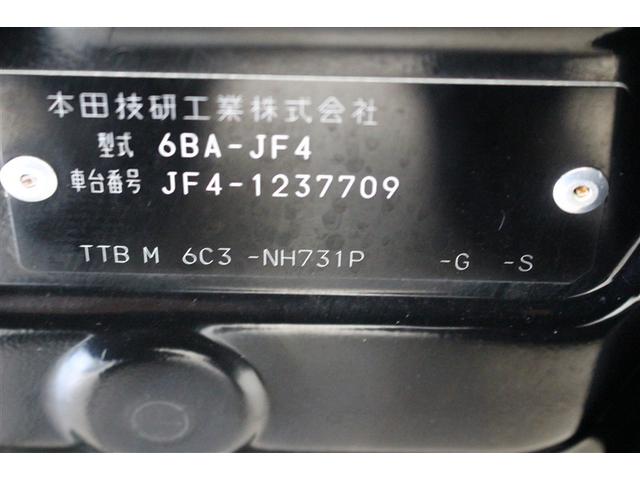 本田技研工業株式会社
型式 6BA-JF4
車台番号 JF4-1237709
TTB M 6C3 -NH731P -G -S